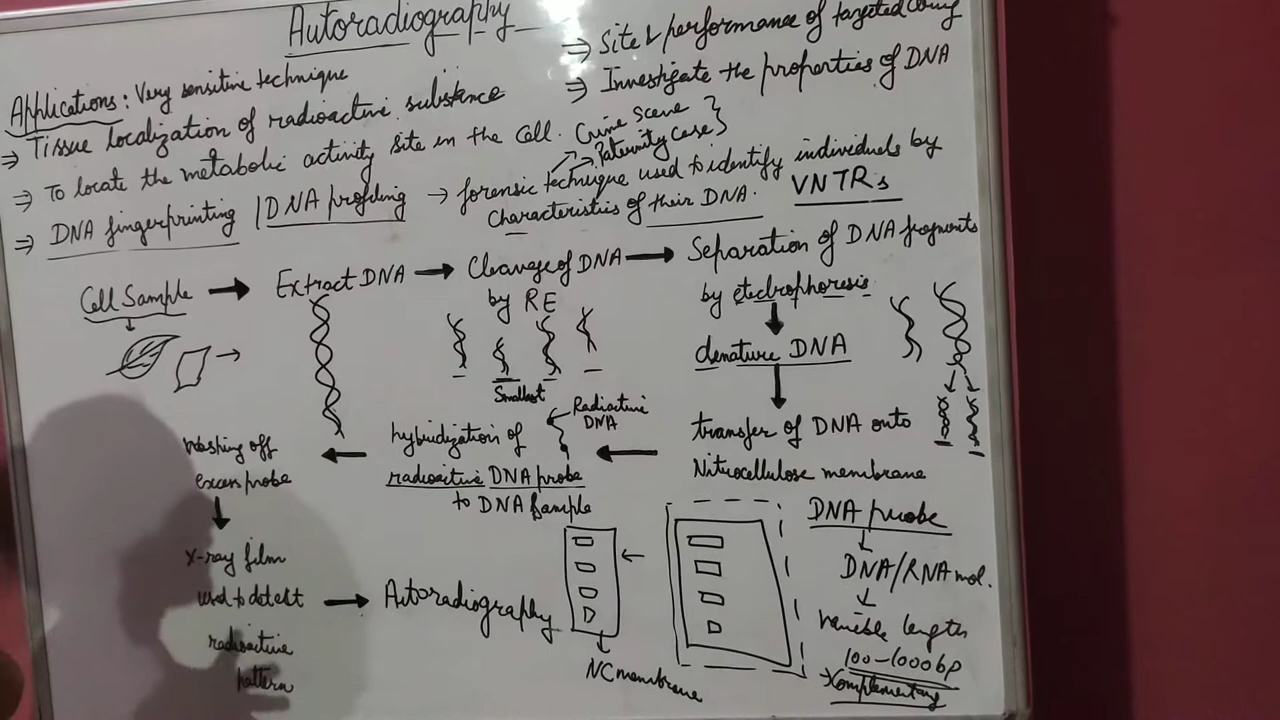 Autoradiography
Applications: Very sensitive technique
⇒ Tissue localization of radioactive substance
⇒ To locate the metabolic activity site in the cell.
⇒ DNA fingerprinting / DNA profiling → forensic technique used to identify individuals by
Characteristics of their DNA.
Crime scene
Paternity case
⇒ Site & performance of targeted drug
⇒ Investigate the properties of DNA
VNTRs
Cell Sample → Extract DNA → Cleavage of DNA → Separation of DNA fragments
by RE
by electrophoresis
Smallest
denature DNA
transfer of DNA onto
Nitrocellulose membrane
Radioactive
DNA
hybridization of
radioactive DNA probe
to DNA Sample
Washing off
excess probe
X-ray film
used to detect
radioactive
pattern
→ Autoradiography
NC membrane
DNA probe
DNA/RNA mol.
Variable length
100-1000bp
→ Complementary